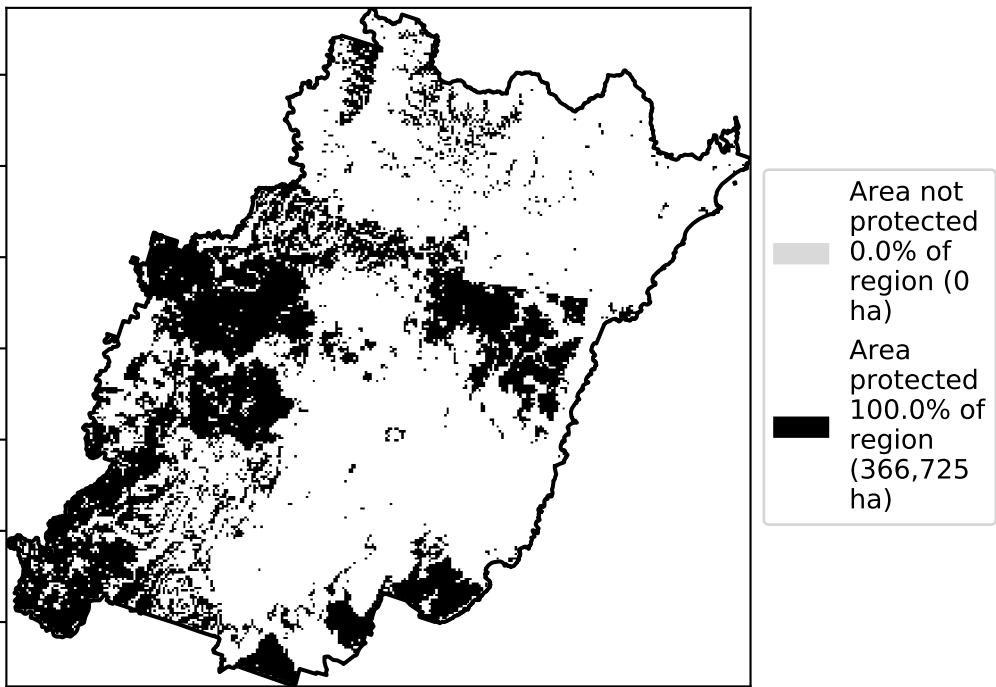 Area not
protected
0.0% of
region (0
ha)
Area
protected
100.0% of
region
(366,725
ha)